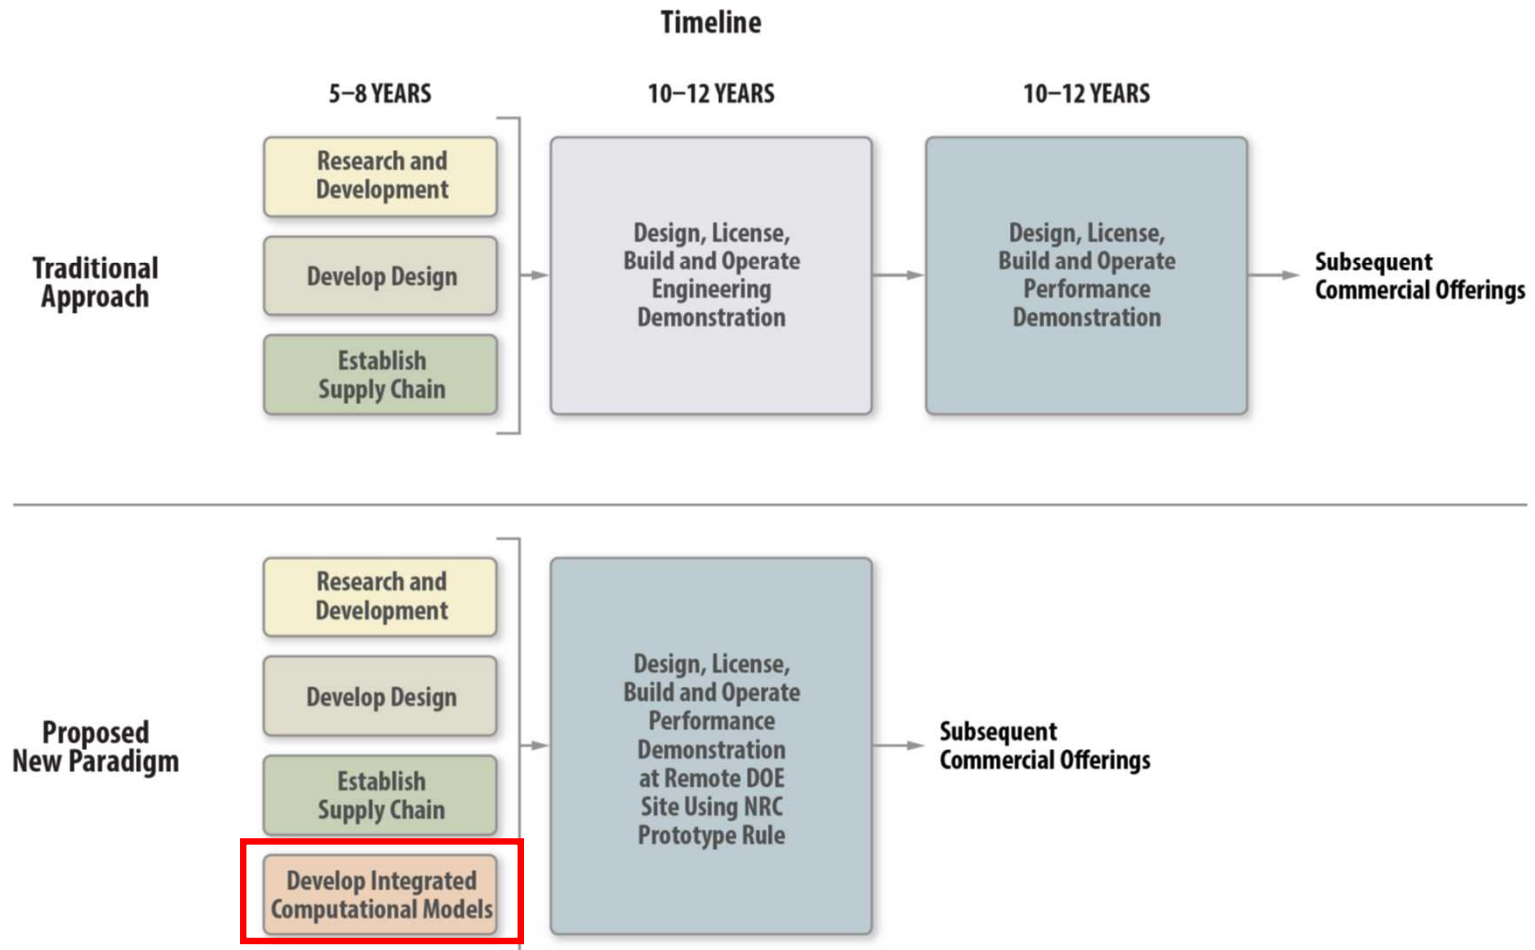 Timeline
5–8 YEARS
10–12 YEARS
10–12 YEARS
Traditional
Approach
Research and
Development
Develop Design
Establish
Supply Chain
Design, License,
Build and Operate
Engineering
Demonstration
Design, License,
Build and Operate
Performance
Demonstration
Subsequent
Commercial Offerings
Proposed
New Paradigm
Research and
Development
Develop Design
Establish
Supply Chain
Develop Integrated
Computational Models
Design, License,
Build and Operate
Performance
Demonstration
at Remote DOE
Site Using NRC
Prototype Rule
Subsequent
Commercial Offerings